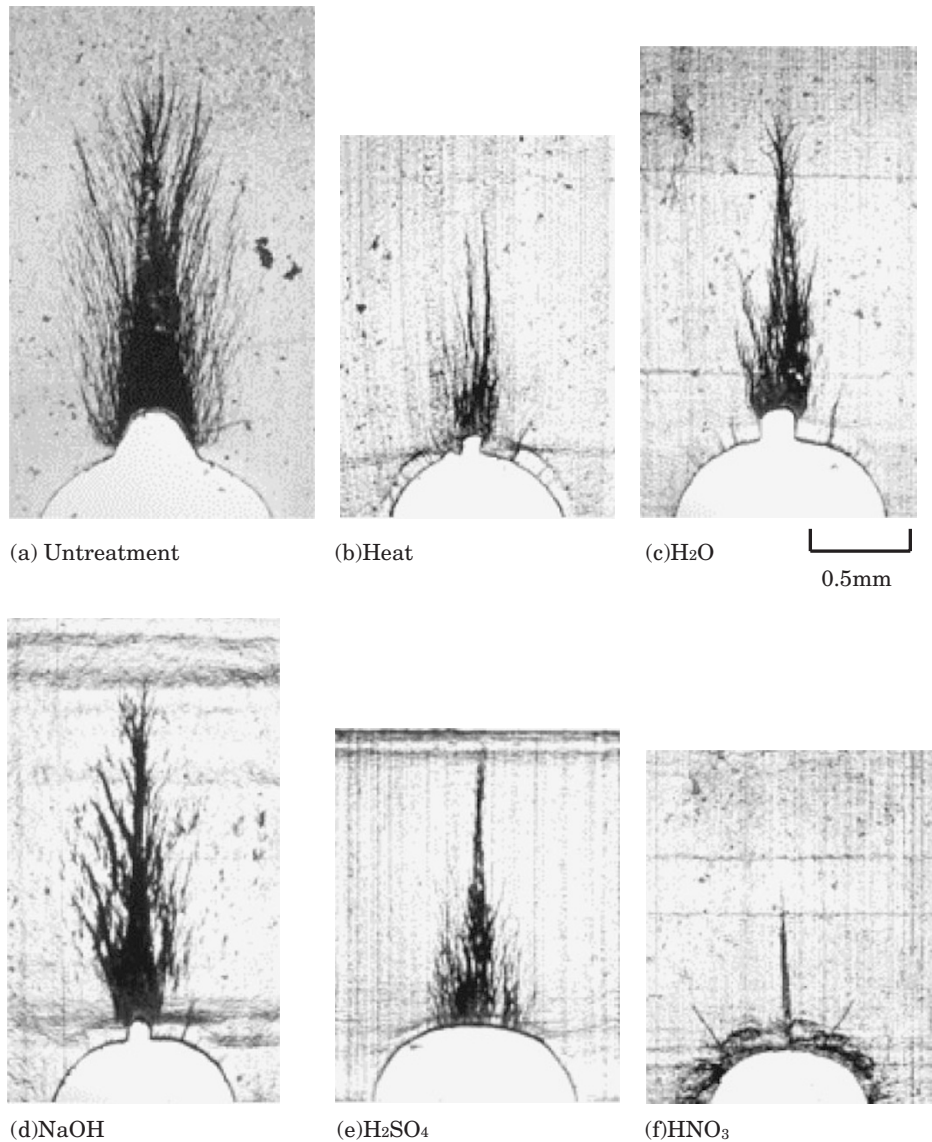 (a) Untreatment
(b)Heat
(c)H₂O
0.5mm
(d)NaOH
(e)H₂SO₄
(f)HNO₃